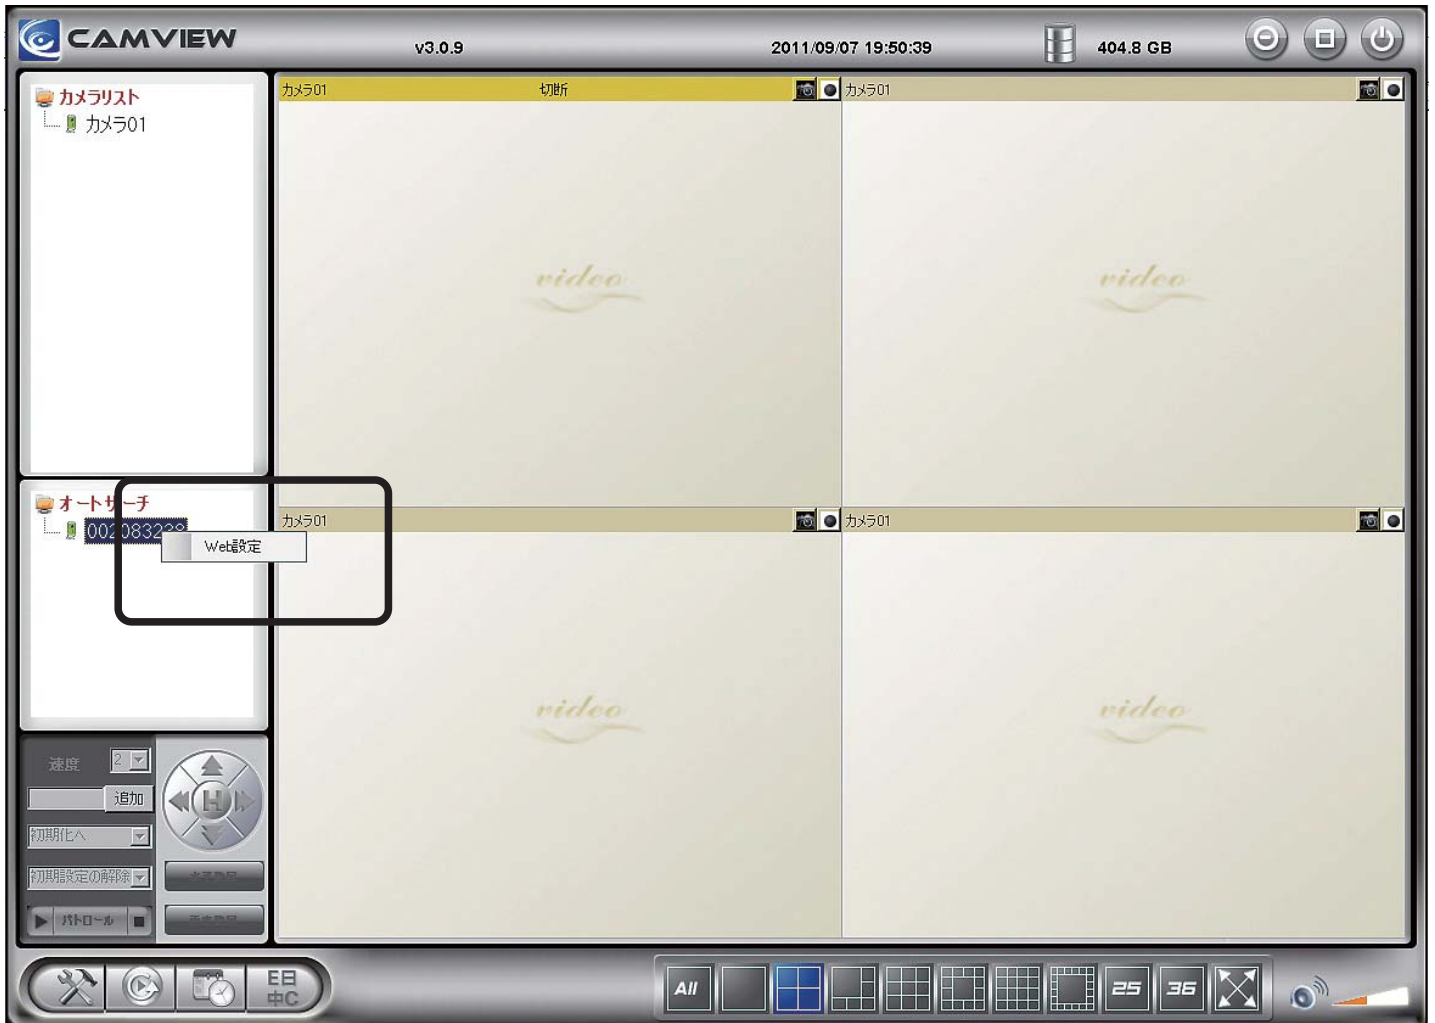 CAMVIEW
v3.0.9
2011/09/07 19:50:39
404.8 GB
カメラリスト
カメラ01
カメラ01
切断
カメラ01
video
video
オートサーチ
Web設定
カメラ01
カメラ01
video
video
速度
2
追加
初期化へ
初期設定の解除
パトロール
H
E日
中C
All
25
36